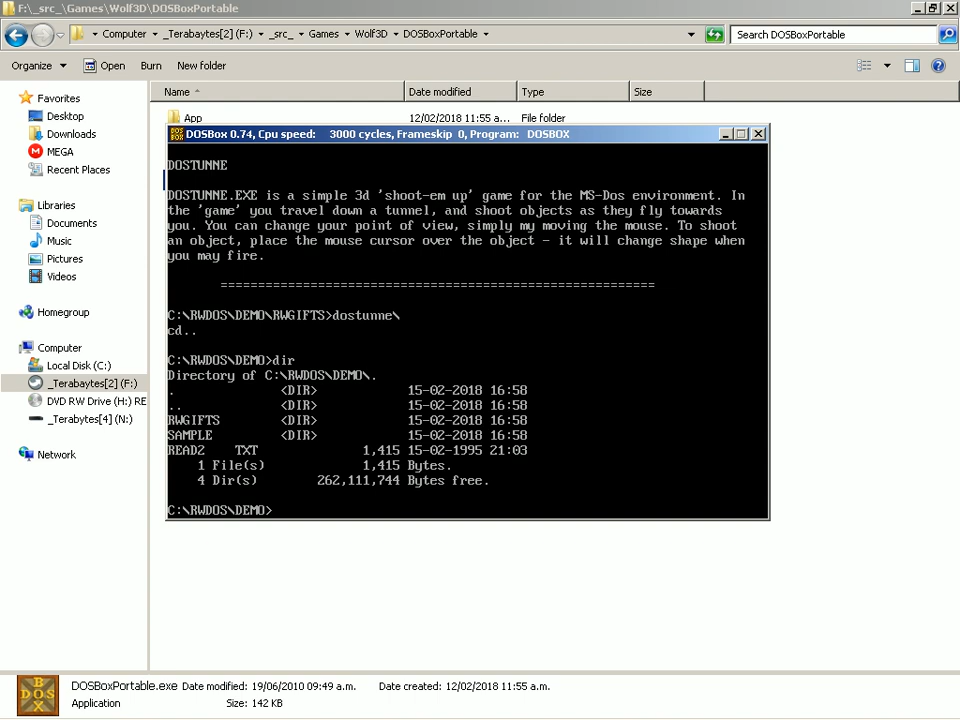 F:\_src_\Games\Wolf3D\DOSBoxPortable
Computer _Terabaytes[2] (F:) _src_ Games Wolf3D DOSBoxPortable
Search DOSBoxPortable
Organize Open Burn New folder
Name Date modified Type Size
Favorites
Desktop
Downloads
MEGA
Recent Places
Libraries
Documents
Music
Pictures
Videos
Homegroup
Computer
Local Disk (C:)
_Terabaytes[2] (F:)
DVD RW Drive (H:) RE
_Terabytes[4] (N:)
Network
App 12/02/2018 11:55 a... File folder
DOSBox 0.74, Cpu speed: 3000 cycles, Frameskip 0, Program: DOSBOX
DOSTUNNE
DOSTUNNE.EXE is a simple 3d 'shoot-em up' game for the MS-Dos environment. In
the 'game' you travel down a tunnel, and shoot objects as they fly towards
you. You can change your point of view, simply my moving the mouse. To shoot
an object, place the mouse cursor over the object - it will change shape when
you may fire.
==========================================================
C:\RWDOS\DEMO\RWGIFTS>dostunne\
cd..
C:\RWDOS\DEMO>dir
Directory of C:\RWDOS\DEMO\.
. <DIR> 15-02-2018 16:58
.. <DIR> 15-02-2018 16:58
RWGIFTS <DIR> 15-02-2018 16:58
SAMPLE <DIR> 15-02-2018 16:58
READ2 TXT 1,415 15-02-1995 21:03
1 File(s) 1,415 Bytes.
4 Dir(s) 262,111,744 Bytes free.
C:\RWDOS\DEMO>
DOSBoxPortable.exe Date modified: 19/06/2010 09:49 a.m. Date created: 12/02/2018 11:55 a.m.
Application Size: 142 KB
DOS
BOX